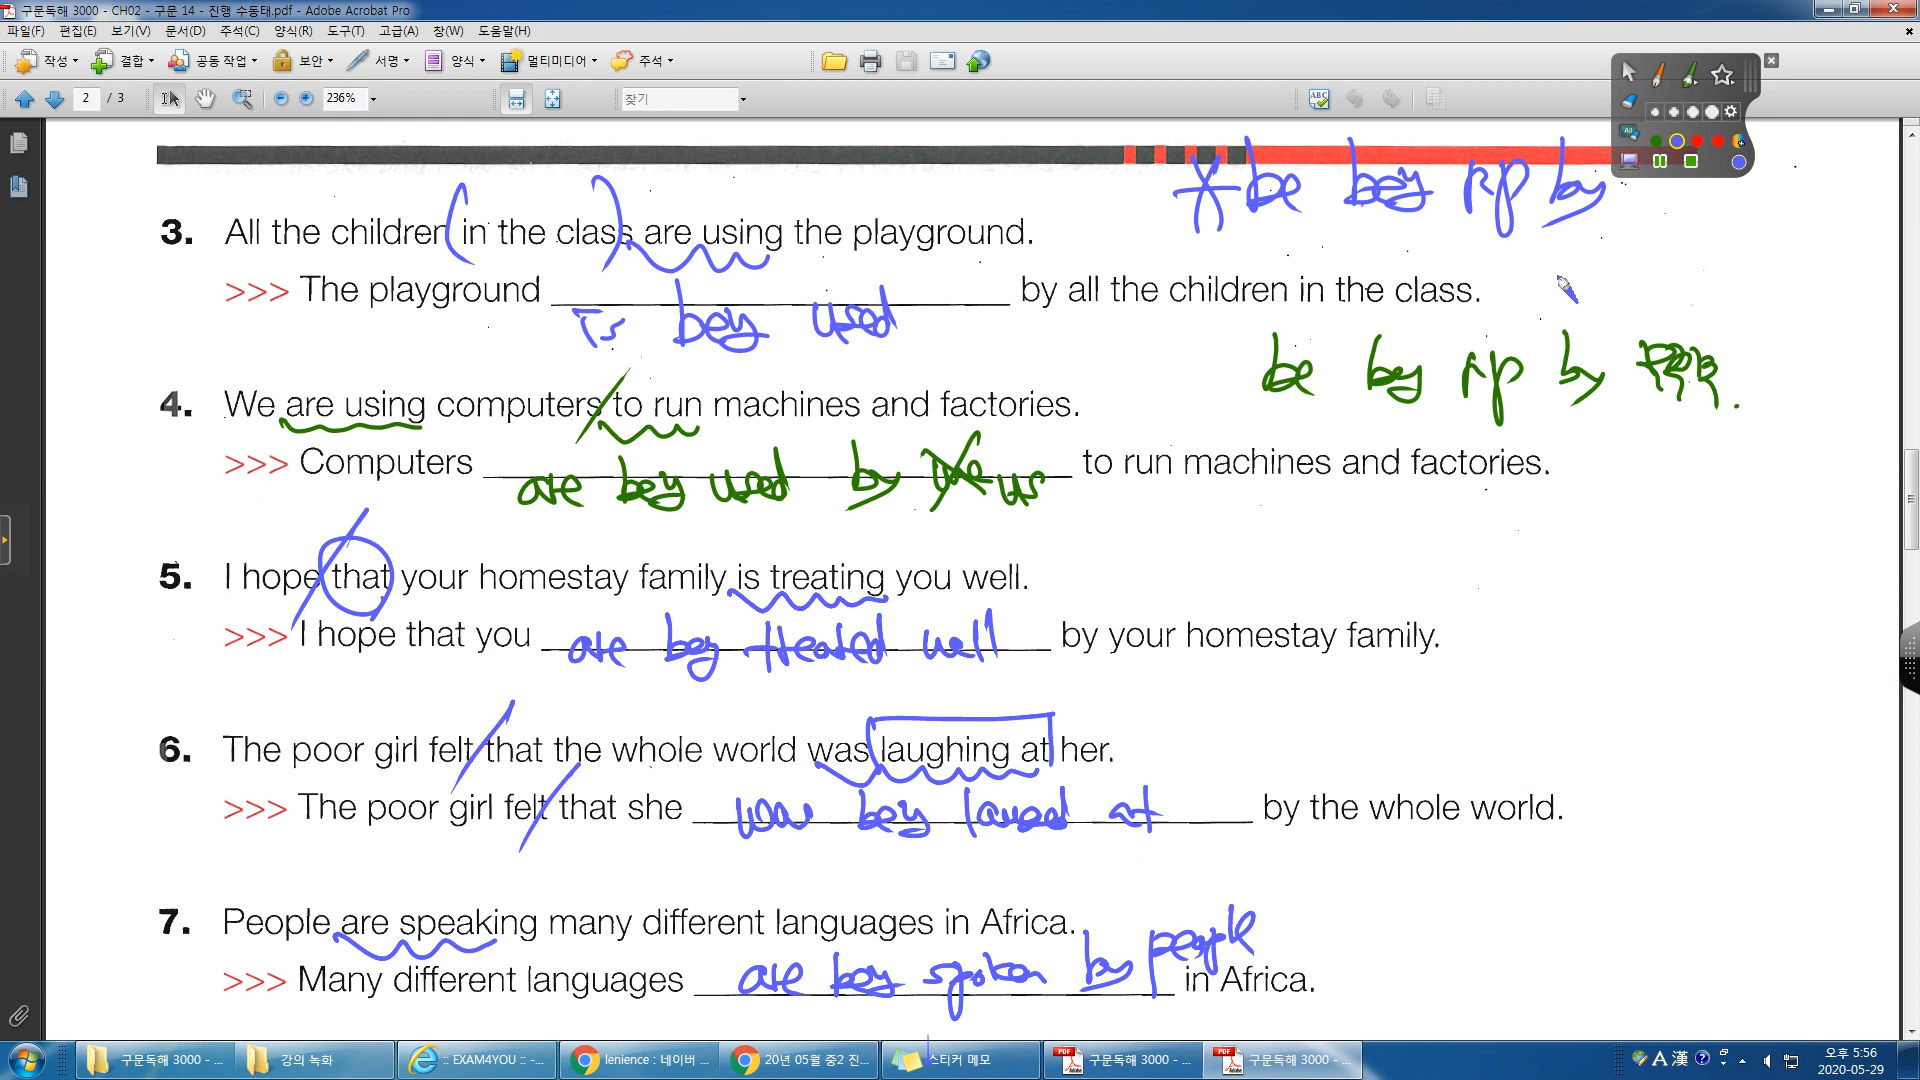 구문독해 3000 - CH02 - 구문 14 - 진행 수동태.pdf - Adobe Acrobat Pro
파일(F) 편집(E) 보기(V) 문서(D) 주석(C) 양식(R) 도구(T) 고급(A) 창(W) 도움말(H)
작성 결합 공동 작업 보안 서명 양식 멀티미디어 주석
2 / 3 236% 찾기
* be being pp by
3. All the children (in the class) are using the playground.
>>> The playground is being used by all the children in the class.
be being pp by
4. We are using computers to run machines and factories.
>>> Computers are being used by us to run machines and factories.
5. I hope that your homestay family is treating you well.
>>> I hope that you are being treated well by your homestay family.
6. The poor girl felt that the whole world was laughing at her.
>>> The poor girl felt that she was being laughed at by the whole world.
7. People are speaking many different languages in Africa.
>>> Many different languages are being spoken by people in Africa.
구문독해 3000 - ... 강의 녹화 :: EXAM4YOU :: -... lenience : 네이버 ... 20년 05월 중2 진... 스티커 메모 구문독해 3000 - ... 구문독해 3000 - ... A 漢 오후 5:56
2020-05-29